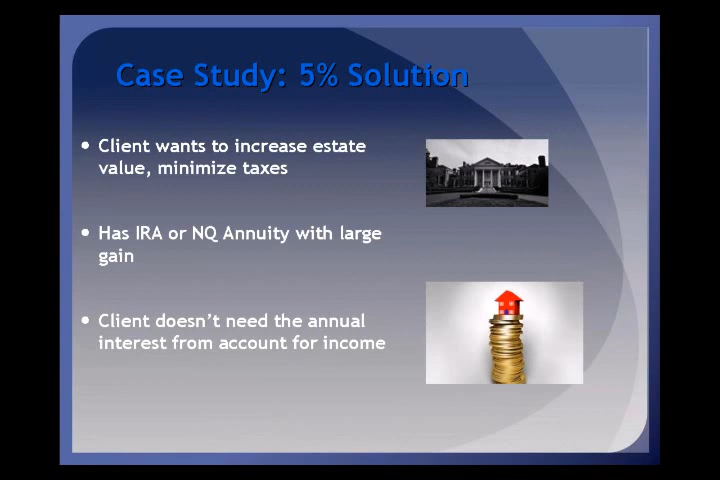 Case Study: 5% Solution
• Client wants to increase estate
value, minimize taxes
• Has IRA or NQ Annuity with large
gain
• Client doesn't need the annual
interest from account for income